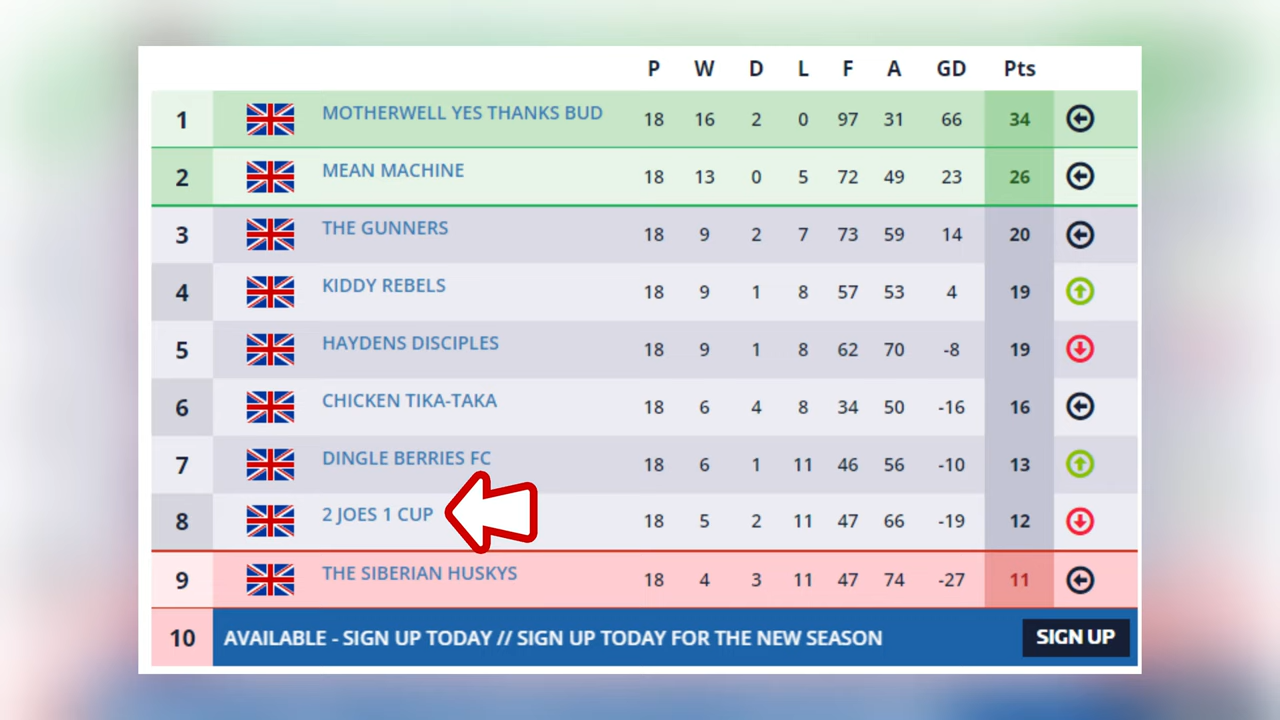 P W D L F A GD Pts
1 MOTHERWELL YES THANKS BUD 18 16 2 0 97 31 66 34
2 MEAN MACHINE 18 13 0 5 72 49 23 26
3 THE GUNNERS 18 9 2 7 73 59 14 20
4 KIDDY REBELS 18 9 1 8 57 53 4 19
5 HAYDENS DISCIPLES 18 9 1 8 62 70 -8 19
6 CHICKEN TIKA-TAKA 18 6 4 8 34 50 -16 16
7 DINGLE BERRIES FC 18 6 1 11 46 56 -10 13
8 2 JOES 1 CUP 18 5 2 11 47 66 -19 12
9 THE SIBERIAN HUSKYS 18 4 3 11 47 74 -27 11
10 AVAILABLE - SIGN UP TODAY // SIGN UP TODAY FOR THE NEW SEASON SIGN UP